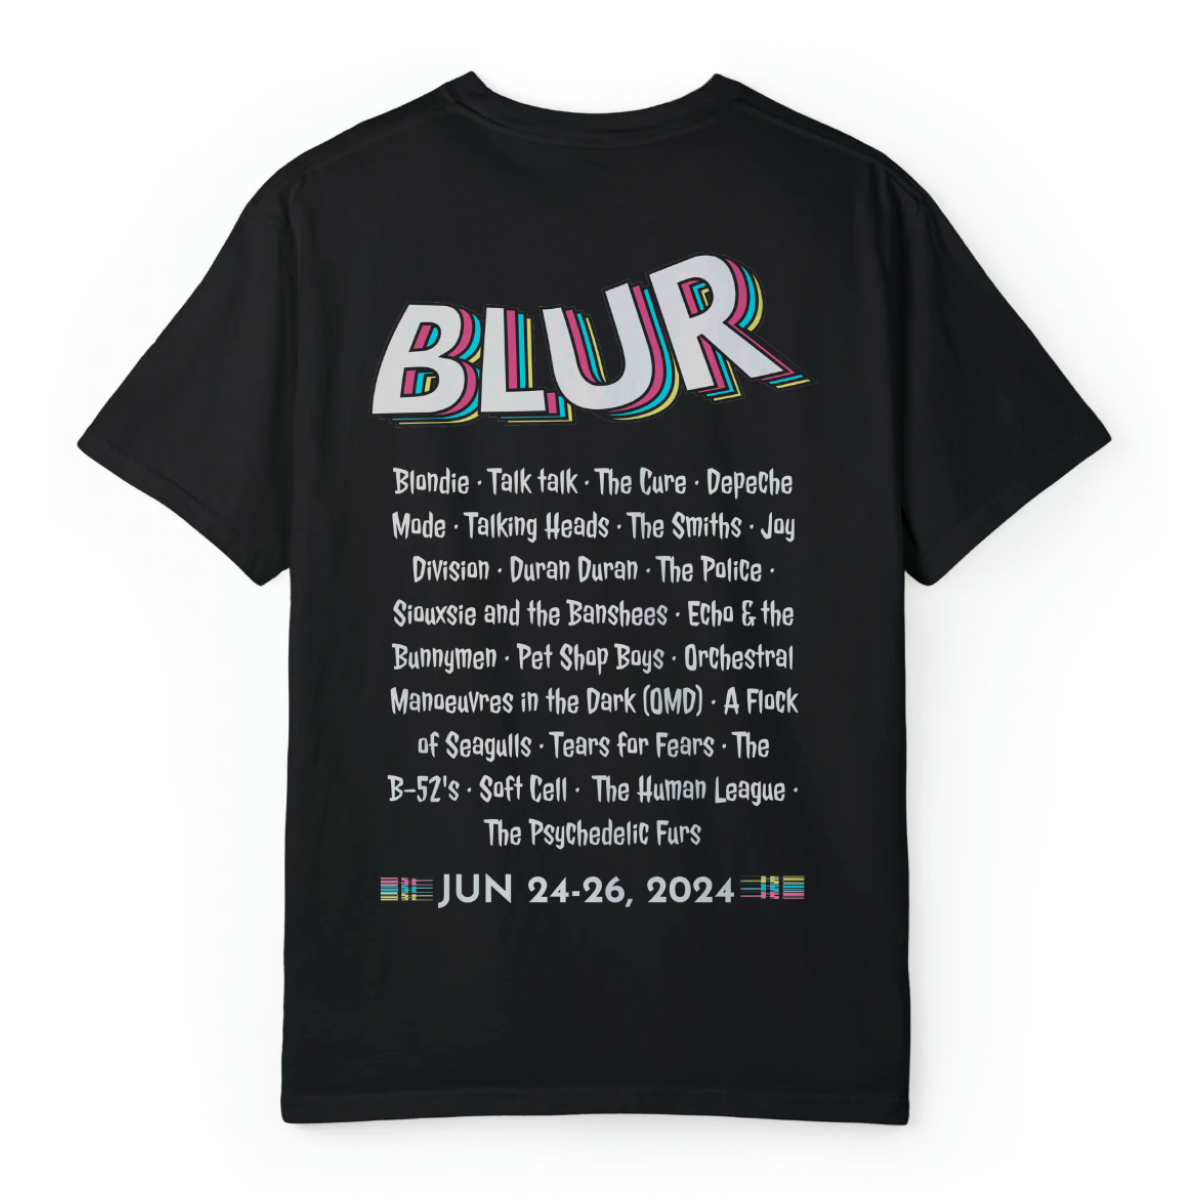 BLUR
Blondie · Talk talk · The Cure · Depeche
Mode · Talking Heads · The Smiths · Joy
Division · Duran Duran · The Police ·
Siouxsie and the Banshees · Echo & the
Bunnymen · Pet Shop Boys · Orchestral
Manoeuvres in the Dark (OMD) · A Flock
of Seagulls · Tears for Fears · The
B-52's · Soft Cell · The Human League ·
The Psychedelic Furs
JUN 24-26, 2024